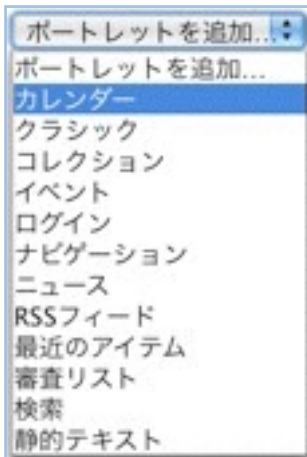 ポートレットを追加...
ポートレットを追加...
カレンダー
クラシック
コレクション
イベント
ログイン
ナビゲーション
ニュース
RSSフィード
最近のアイテム
審査リスト
検索
静的テキスト